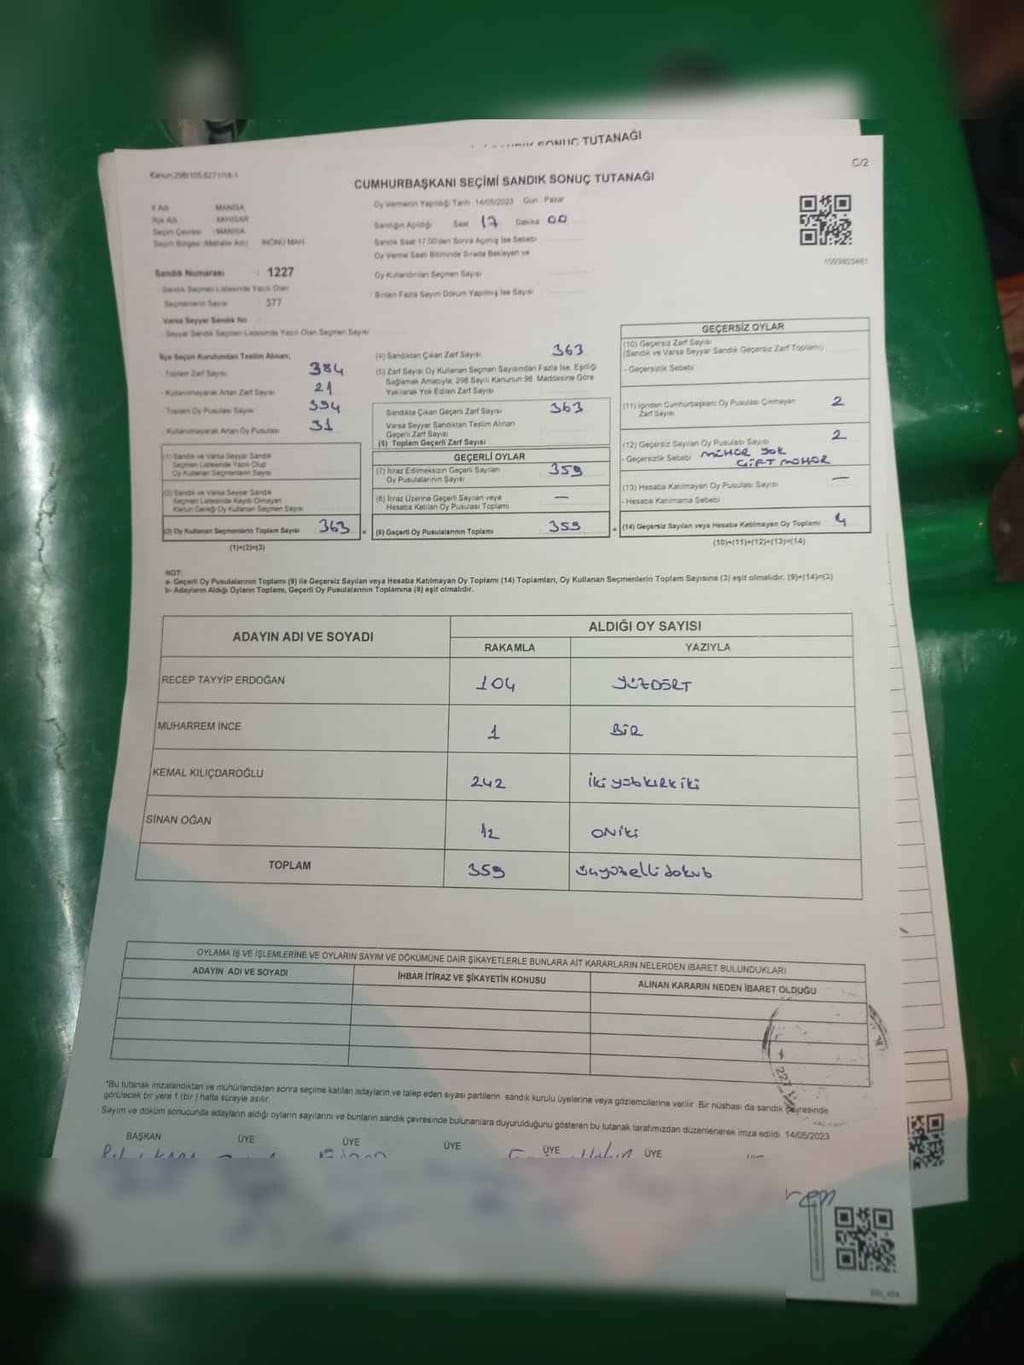 SONUÇ TUTANAĞI
C/2
CUMHURBAŞKANI SEÇİMİ SANDIK SONUÇ TUTANAĞI
İl Adı MANİSA
İlçe Adı AKHİSAR
Seçim Çevresi : MANİSA
Seçim Bölgesi (Mahalle Adı) İNÖNÜ MAH.
Oy Vermenin Yapıldığı Tarih : 14/05/2023 Gün : Pazar
Sandığın Açıldığı Saat 17 Dakika 00
Sandık Saat 17.00'den Sonra Açılmış İse Sebebi
Oy Verme Saati Bitiminde Sırada Bekleyen ve
Oy Kullandırılan Seçmen Sayısı
Birden Fazla Sayım Döküm Yapılmış İse Sayısı
Sandık Numarası : 1227
Sandık Seçmen Listesinde Yazılı Olan
Seçmenlerin Sayısı 377
Varsa Seyyar Sandık No
- Seyyar Sandık Seçmen Listesinde Yazılı Olan Seçmen Sayısı
İlçe Seçim Kurulundan Teslim Alınan;
- Toplam Zarf Sayısı 384
- Kullanılmayarak Artan Zarf Sayısı 21
Toplam Oy Pusulası Sayısı 394
- Kullanılmayarak Artan Oy Pusulası 31
(1) Sandık ve Varsa Seyyar Sandık
Seçmen Listesinde Yazılı Olup
Oy Kullanan Seçmenlerin Sayısı
(2) Sandık ve Varsa Seyyar Sandık
Seçmen Listesinde Kayıtlı Olmayan
Kanun Gereği Oy Kullanan Seçmen Sayısı
(3) Oy Kullanan Seçmenlerin Toplam Sayısı 363
(1)+(2)=(3)
(4) Sandıktan Çıkan Zarf Sayısı 363
(5) Zarf Sayısı Oy Kullanan Seçmen Sayısından Fazla İse, Eşitliği
Sağlamak Amacıyla, 298 Sayılı Kanunun 98. Maddesine Göre
Yakılarak Yok Edilen Zarf Sayısı
Sandıkta Çıkan Geçerli Zarf Sayısı 363
Varsa Seyyar Sandıktan Teslim Alınan
Geçerli Zarf Sayısı
(6) Toplam Geçerli Zarf Sayısı
GEÇERLİ OYLAR
(7) İtiraz Edilmeksizin Geçerli Sayılan
Oy Pusulalarının Sayısı 359
(8) İtiraz Üzerine Geçerli Sayılan veya
Hesaba Katılan Oy Pusulası Toplamı —
(9) Geçerli Oy Pusulalarının Toplamı 359
GEÇERSİZ OYLAR
(10) Geçersiz Zarf Sayısı
(Sandık ve Varsa Seyyar Sandık Geçersiz Zarf Toplamı)
- Geçersizlik Sebebi
(11) İçinden Cumhurbaşkanı Oy Pusulası Çıkmayan
Zarf Sayısı 2
(12) Geçersiz Sayılan Oy Pusulası Sayısı 2
- Geçersizlik Sebebi MÜHÜR YOK
ÇİFT MÜHÜR
(13) Hesaba Katılmayan Oy Pusulası Sayısı —
- Hesaba Katılmama Sebebi
(14) Geçersiz Sayılan veya Hesaba Katılmayan Oy Toplamı 4
(10)+(11)+(12)+(13)=(14)
NOT:
a- Geçerli Oy Pusulalarının Toplamı (9) ile Geçersiz Sayılan veya Hesaba Katılmayan Oy Toplamı (14) Toplamları, Oy Kullanan Seçmenlerin Toplam Sayısına (3) eşit olmalıdır. (9)+(14)=(3)
b- Adayların Aldığı Oyların Toplamı, Geçerli Oy Pusulalarının Toplamına (9) eşit olmalıdır.
ADAYIN ADI VE SOYADI
ALDIĞI OY SAYISI
RAKAMLA YAZIYLA
RECEP TAYYİP ERDOĞAN 104 YÜZDÖRT
MUHARREM İNCE 1 BİR
KEMAL KILIÇDAROĞLU 242 iki yüz kırk iki
SİNAN OĞAN 12 ONiki
TOPLAM 359 üçyüzelli dokuz
OYLAMA İŞ VE İŞLEMLERİNE VE OYLARIN SAYIM VE DÖKÜMÜNE DAİR ŞİKAYETLERLE BUNLARA AİT KARARLARIN NELERDEN İBARET BULUNDUKLARI
ADAYIN ADI VE SOYADI İHBAR İTİRAZ VE ŞİKAYETİN KONUSU ALINAN KARARIN NEDEN İBARET OLDUĞU
"Bu tutanak imzalandıktan ve mühürlendikten sonra seçime katılan adayların ve talep eden siyasi partilerin sandık kurulu üyelerine veya gözlemcilerine verilir. Bir nüshası da sandık çevresinde
görülecek bir yere 1 (bir ) hafta süreyle asılır.
Sayım ve döküm sonucunda adayların aldığı oyların sayılarını ve bunların sandık çevresinde bulunanlara duyurulduğunu gösteren bu tutanak tarafımızdan düzenlenerek imza edildi. 14/05/2023
BAŞKAN ÜYE ÜYE ÜYE ÜYE ÜYE